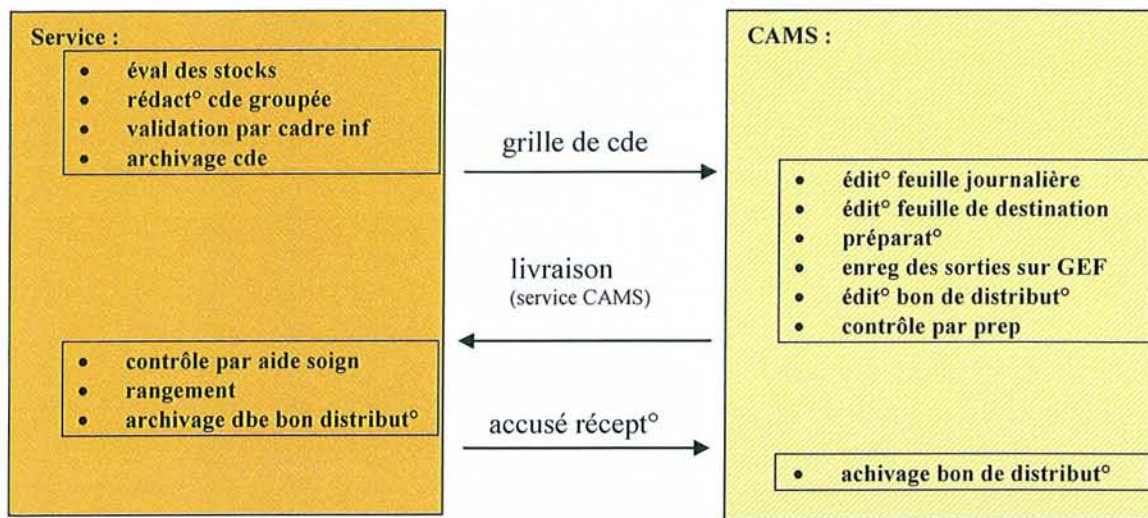 Service :
• éval des stocks
• rédact° cde groupée
• validation par cadre inf
• archivage cde
grille de cde
CAMS :
• édit° feuille journalière
• édit° feuille de destination
• préparat°
• enreg des sorties sur GEF
• édit° bon de distribut°
• contrôle par prep
livraison
(service CAMS)
• contrôle par aide soign
• rangement
• archivage dbe bon distribut°
accusé récept°
• achivage bon de distribut°